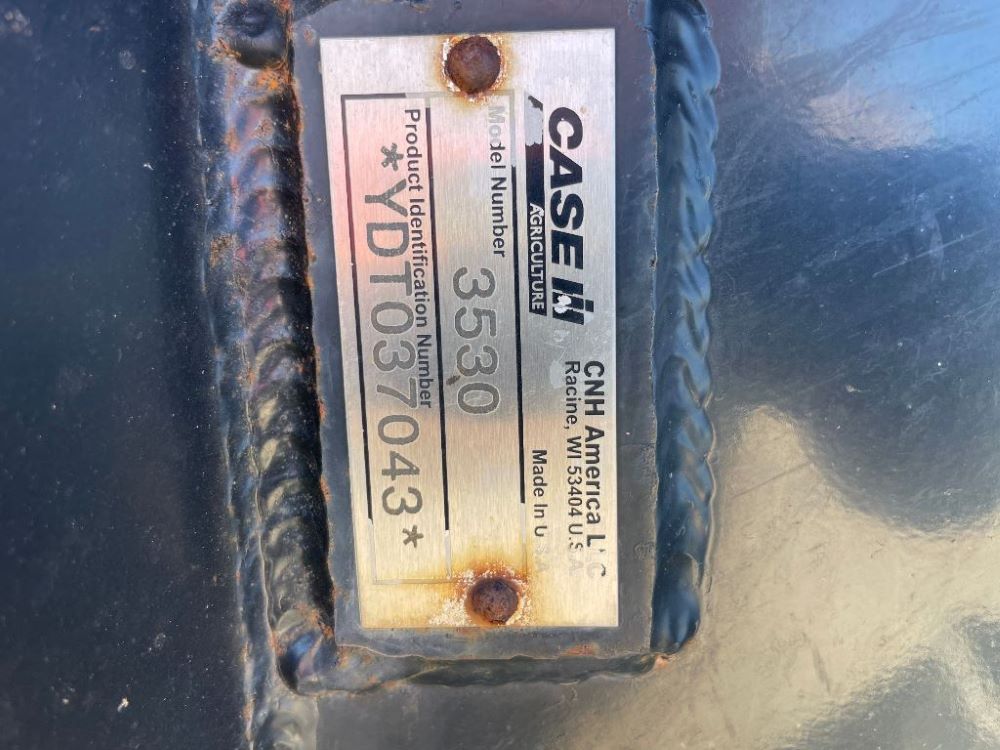 CASE IH
AGRICULTURE
CNH America LLC
Racine, WI 53404 U.S.A
Made In U.S.A
Model Number
3530
Product Identification Number
*YDT037043*